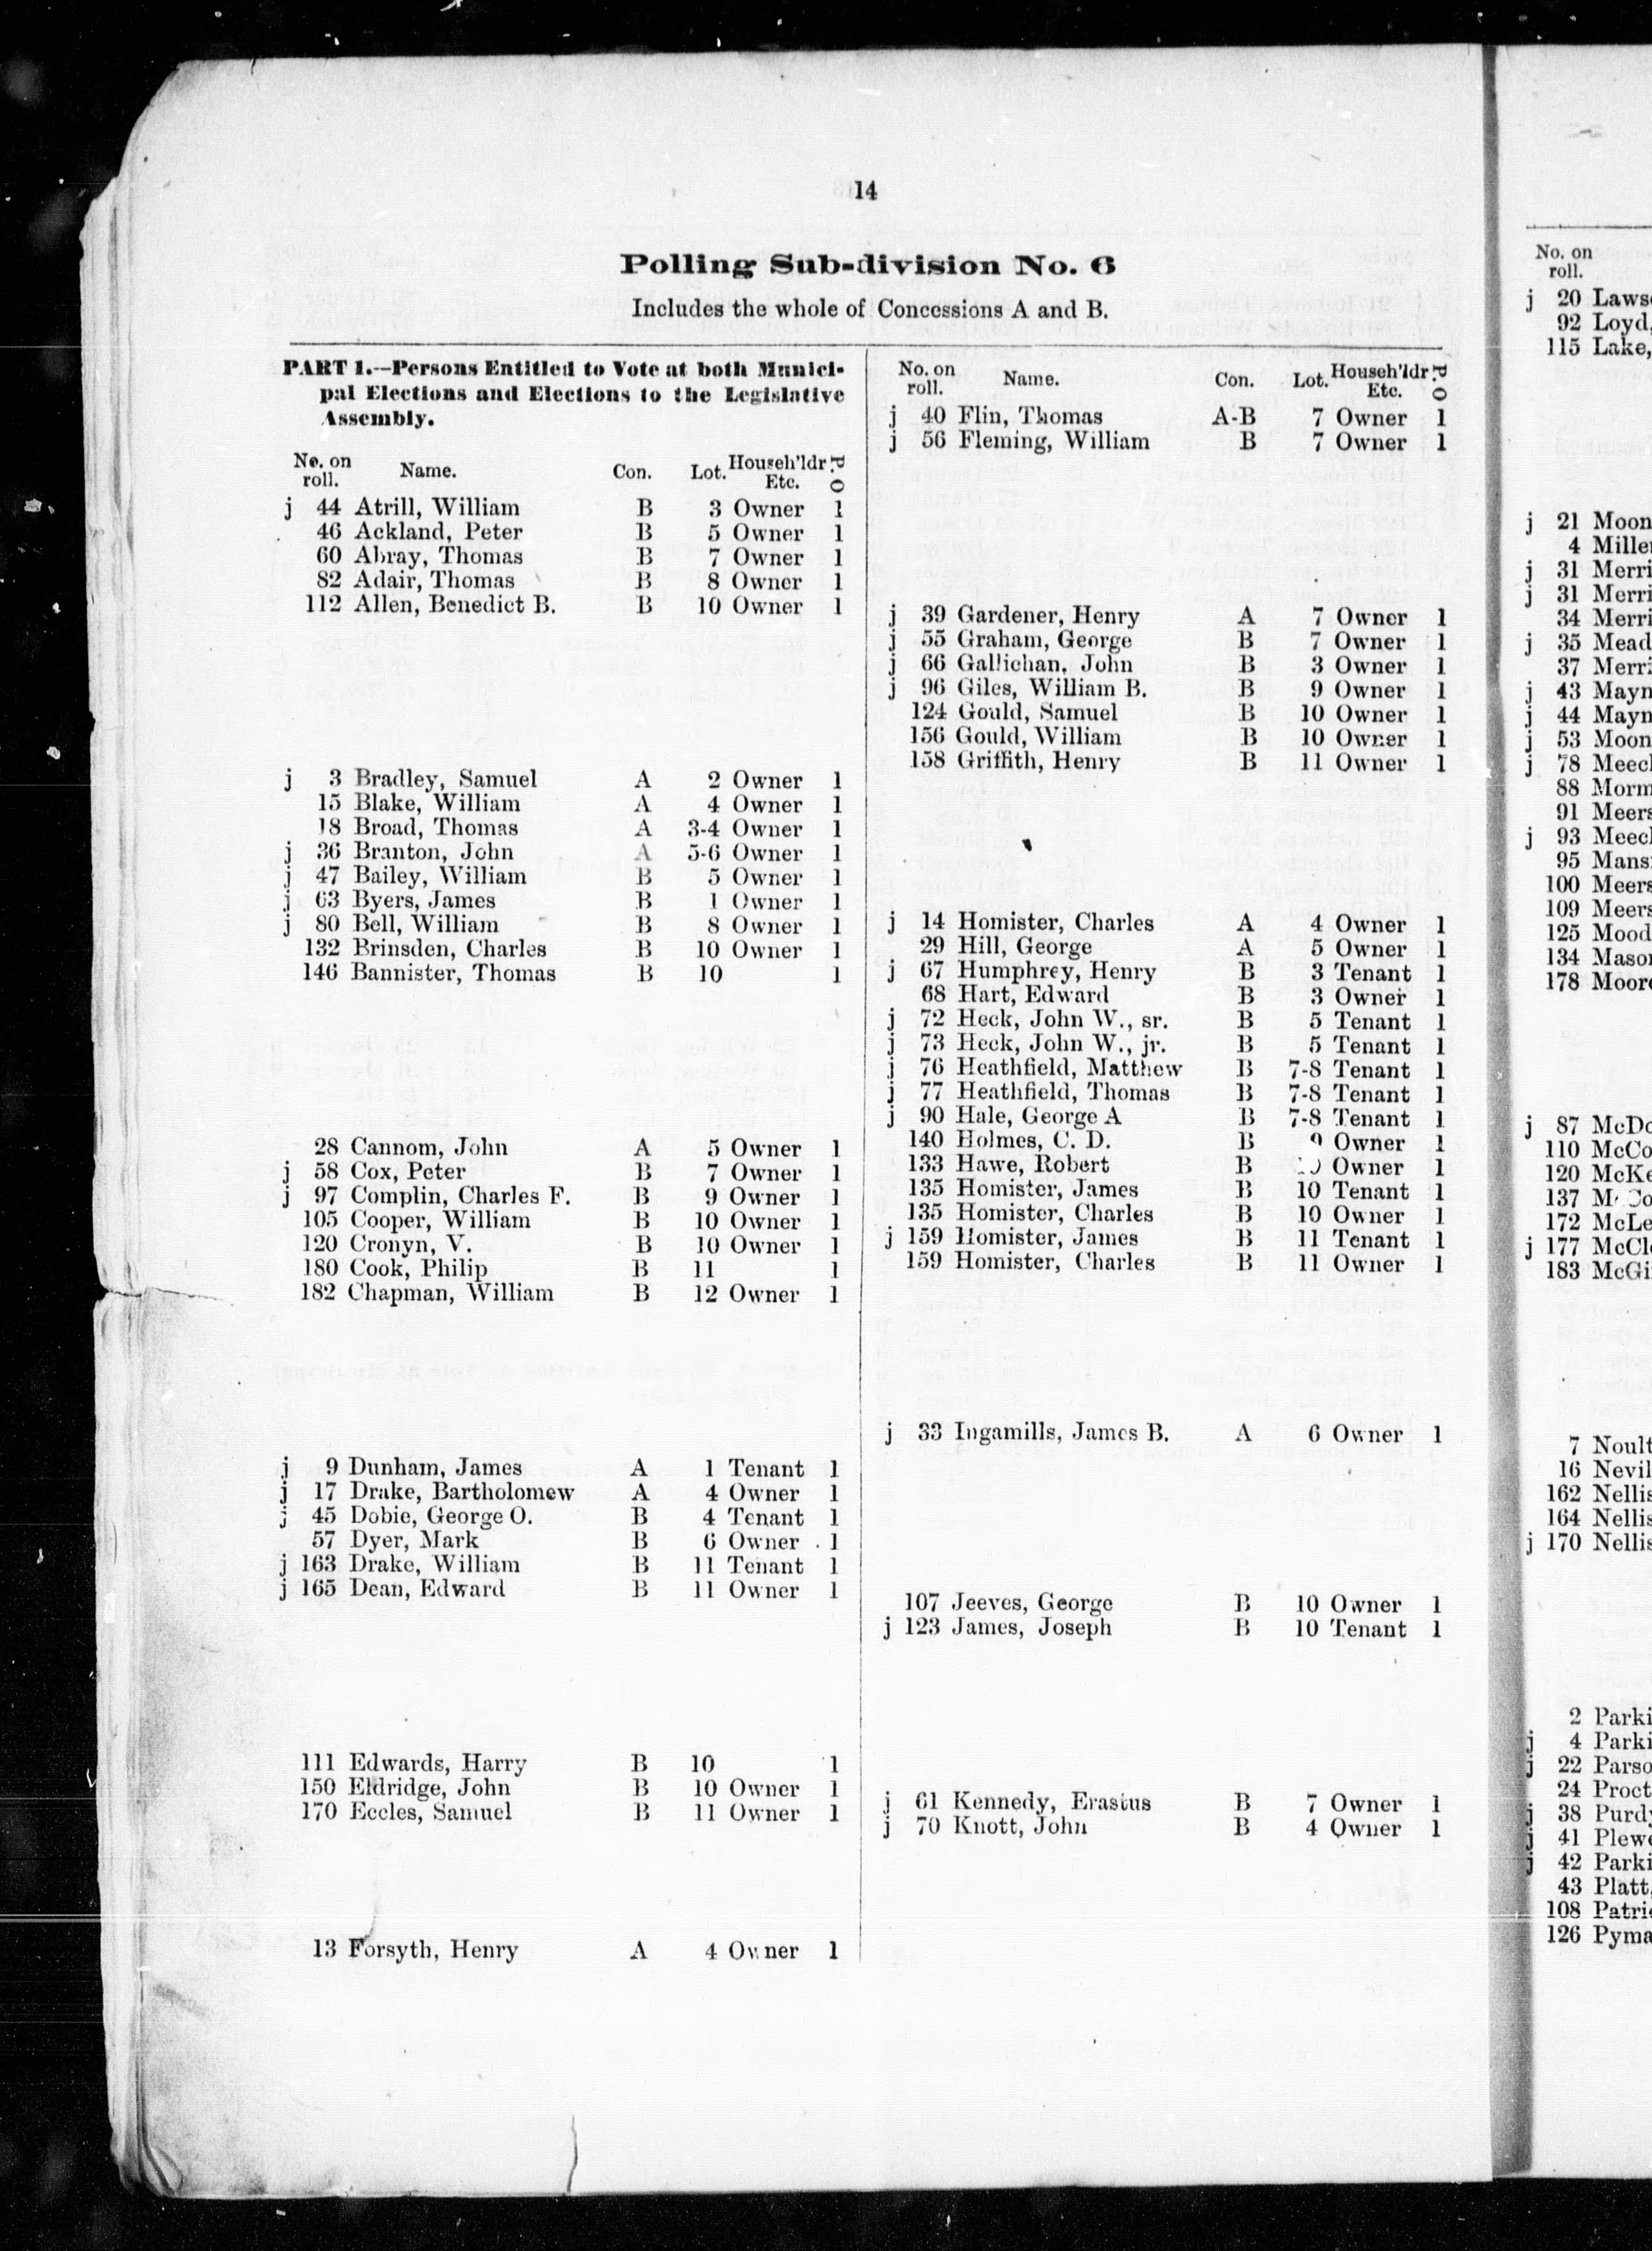 14
Polling Sub-division No. 6
Includes the whole of Concessions A and B.
PART 1.—Persons Entitled to Vote at both Munici-
pal Elections and Elections to the Legislative
Assembly.
No. on roll. Name. Con. Lot. Househ'ldr Etc. P O
j 44 Atrill, William B 3 Owner 1
46 Ackland, Peter B 5 Owner 1
60 Abray, Thomas B 7 Owner 1
82 Adair, Thomas B 8 Owner 1
112 Allen, Benedict B. B 10 Owner 1
j 3 Bradley, Samuel A 2 Owner 1
15 Blake, William A 4 Owner 1
18 Broad, Thomas A 3-4 Owner 1
j 36 Branton, John A 5-6 Owner 1
j 47 Bailey, William B 5 Owner 1
j 63 Byers, James B 1 Owner 1
j 80 Bell, William B 8 Owner 1
132 Brinsden, Charles B 10 Owner 1
146 Bannister, Thomas B 10 1
28 Cannom, John A 5 Owner 1
j 58 Cox, Peter B 7 Owner 1
j 97 Complin, Charles F. B 9 Owner 1
105 Cooper, William B 10 Owner 1
120 Cronyn, V. B 10 Owner 1
180 Cook, Philip B 11 1
182 Chapman, William B 12 Owner 1
j 9 Dunham, James A 1 Tenant 1
j 17 Drake, Bartholomew A 4 Owner 1
j 45 Dobie, George O. B 4 Tenant 1
57 Dyer, Mark B 6 Owner 1
j 163 Drake, William B 11 Tenant 1
j 165 Dean, Edward B 11 Owner 1
111 Edwards, Harry B 10 1
150 Eldridge, John B 10 Owner 1
170 Eccles, Samuel B 11 Owner 1
13 Forsyth, Henry A 4 Owner 1
No. on roll. Name. Con. Lot. Househ'ldr Etc. P O
j 40 Flin, Thomas A-B 7 Owner 1
j 56 Fleming, William B 7 Owner 1
j 39 Gardener, Henry A 7 Owner 1
j 55 Graham, George B 7 Owner 1
j 66 Gallichan, John B 3 Owner 1
j 96 Giles, William B. B 9 Owner 1
124 Gould, Samuel B 10 Owner 1
156 Gould, William B 10 Owner 1
158 Griffith, Henry B 11 Owner 1
j 14 Homister, Charles A 4 Owner 1
29 Hill, George A 5 Owner 1
j 67 Humphrey, Henry B 3 Tenant 1
68 Hart, Edward B 3 Owner 1
j 72 Heck, John W., sr. B 5 Tenant 1
j 73 Heck, John W., jr. B 5 Tenant 1
j 76 Heathfield, Matthew B 7-8 Tenant 1
j 77 Heathfield, Thomas B 7-8 Tenant 1
j 90 Hale, George A B 7-8 Tenant 1
140 Holmes, C. D. B 9 Owner 1
133 Hawe, Robert B Owner 1
135 Homister, James B 10 Tenant 1
135 Homister, Charles B 10 Owner 1
j 159 Homister, James B 11 Tenant 1
159 Homister, Charles B 11 Owner 1
j 33 Ingamills, James B. A 6 Owner 1
107 Jeeves, George B 10 Owner 1
j 123 James, Joseph B 10 Tenant 1
j 61 Kennedy, Erastus B 7 Owner 1
j 70 Knott, John B 4 Owner 1
No. on
roll.
j 20 Laws
92 Loyd,
115 Lake,
j 21 Moon
4 Mille
j 31 Merri
j 31 Merri
34 Merri
j 35 Mead
37 Merri
j 43 Mayn
j 44 Mayn
j 53 Moon
j 78 Meech
88 Morm
91 Meers
j 93 Meech
95 Mans
100 Meers
109 Meers
125 Mood
134 Mason
178 Moore
j 87 McDo
110 McCo
120 McKe
137
172 McLe
j 177 McCl
183 McGi
7 Noult
16 Nevil
162 Nellis
164 Nellis
j 170 Nellis
2 Parki
j 4 Parki
j 22 Parso
24 Proct
j 38 Purdy
j 41 Plewe
j 42 Parki
43 Platt,
108 Patri
126 Pyma